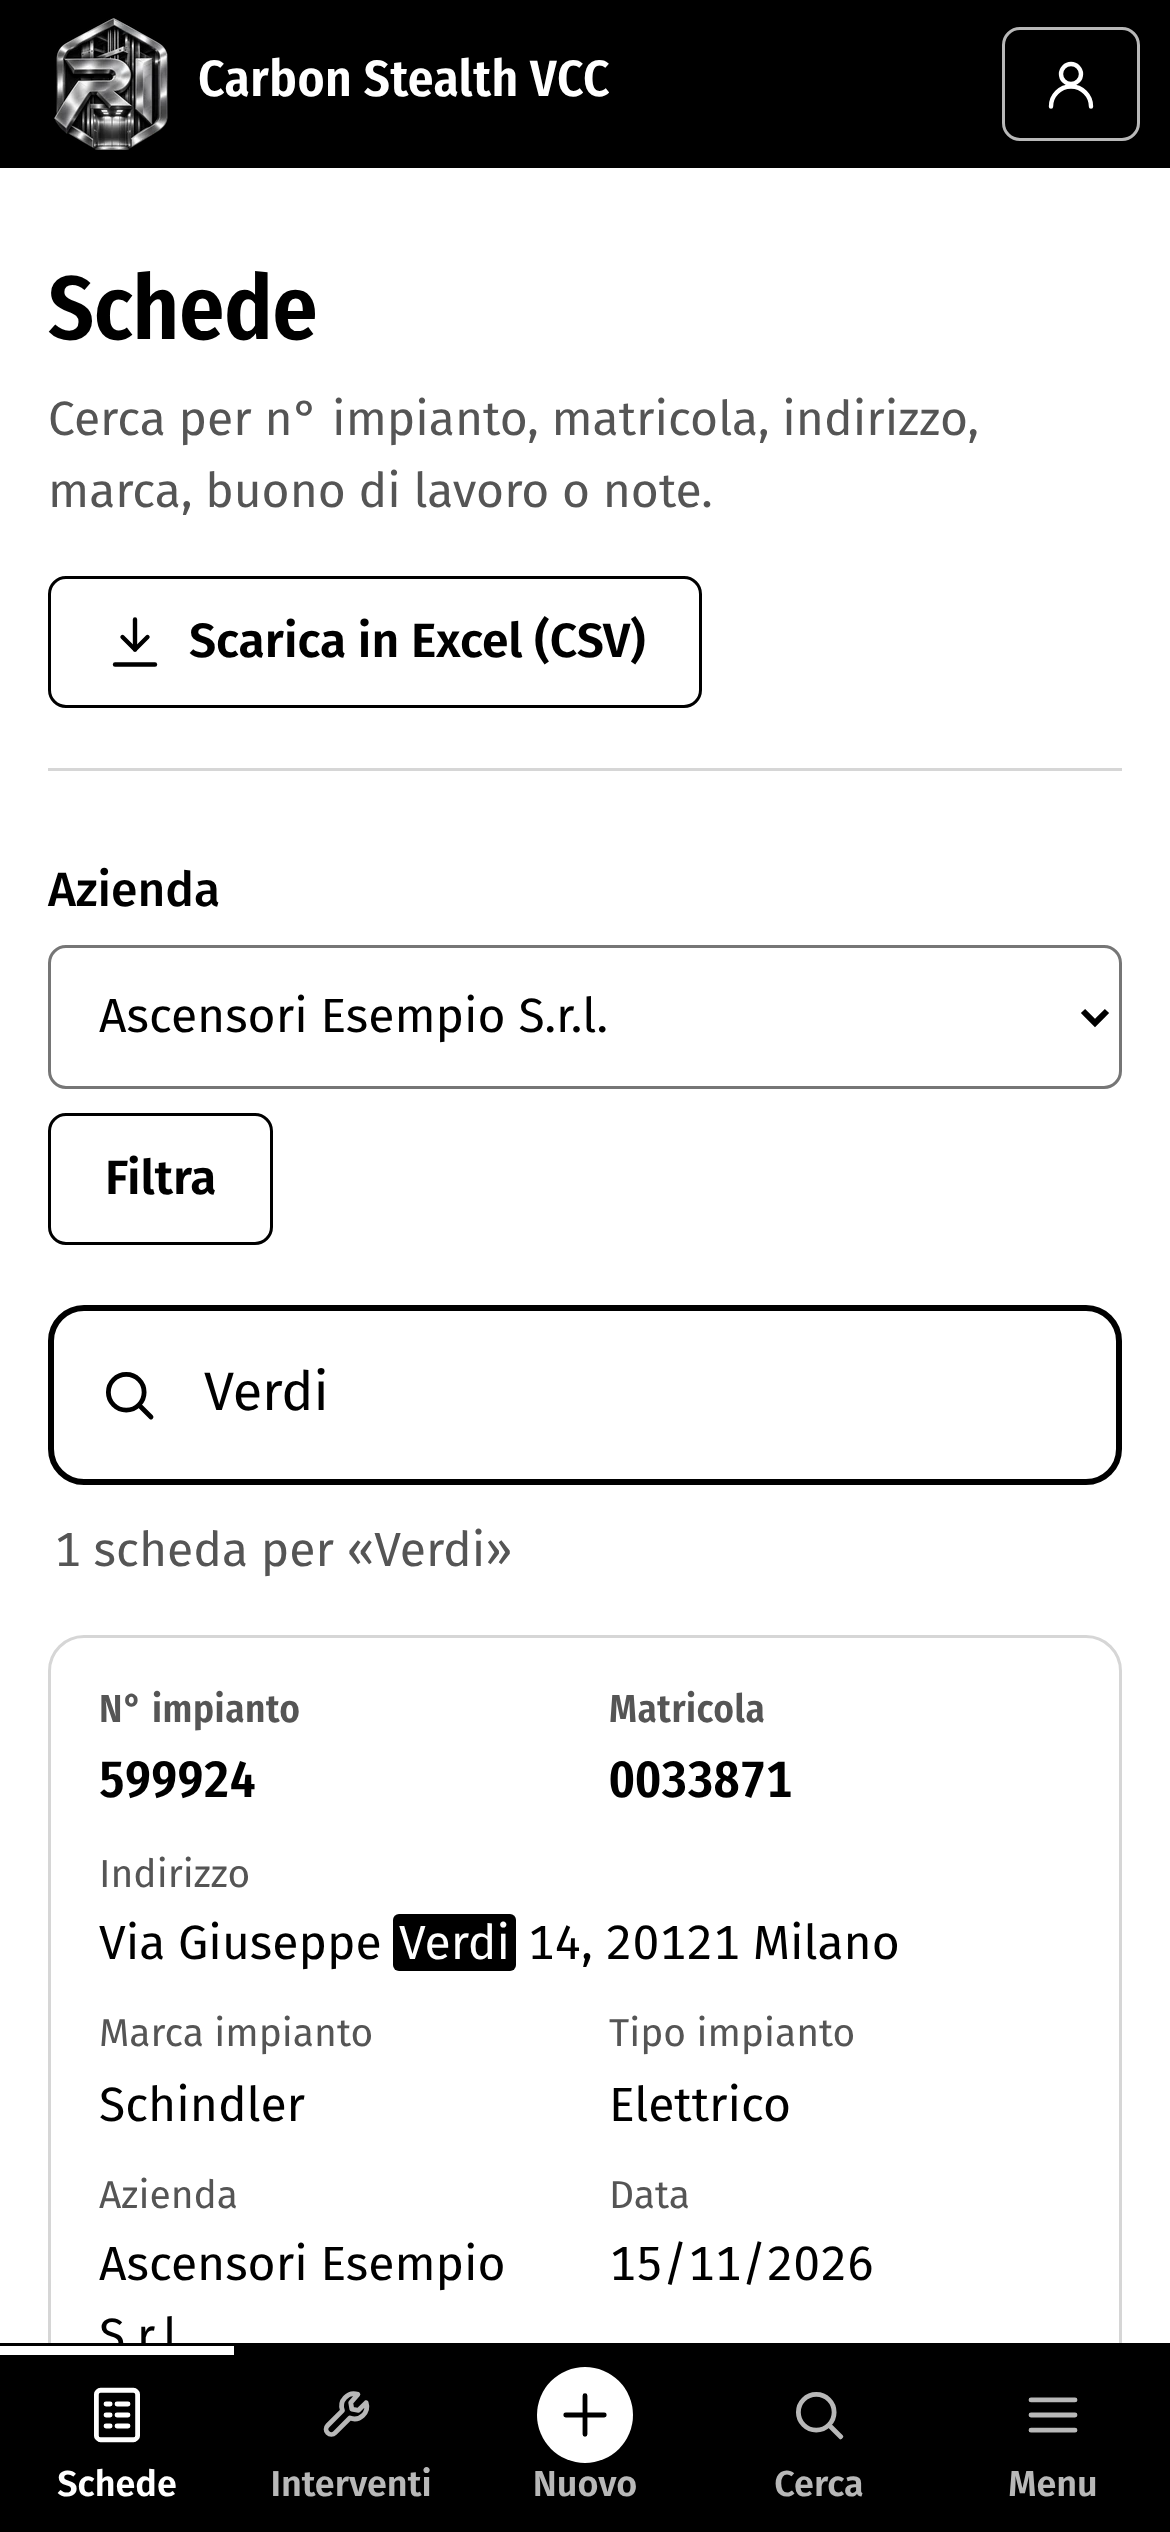 RI
Carbon Stealth VCC
Schede
Cerca per n° impianto, matricola, indirizzo,
marca, buono di lavoro o note.
Scarica in Excel (CSV)
Azienda
Ascensori Esempio S.r.l.
Filtra
Verdi
1 scheda per «Verdi»
N° impianto
Matricola
599924
0033871
Indirizzo
Via Giuseppe Verdi 14, 20121 Milano
Marca impianto
Tipo impianto
Schindler
Elettrico
Azienda
Data
Ascensori Esempio
15/11/2026
S.r.l.
Schede
Interventi
Nuovo
Cerca
Menu